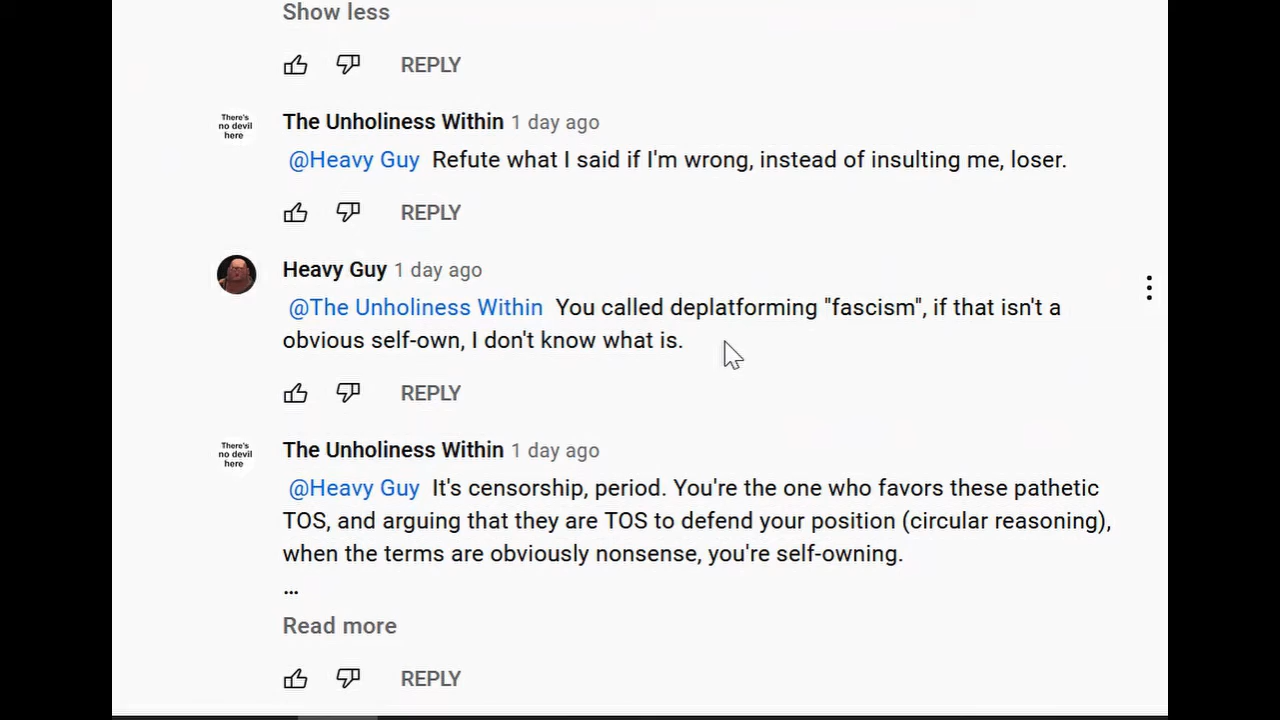 Show less
REPLY
There's
no devil
here
The Unholiness Within 1 day ago
@Heavy Guy Refute what I said if I'm wrong, instead of insulting me, loser.
REPLY
Heavy Guy 1 day ago
@The Unholiness Within You called deplatforming "fascism", if that isn't a
obvious self-own, I don't know what is.
REPLY
There's
no devil
here
The Unholiness Within 1 day ago
@Heavy Guy It's censorship, period. You're the one who favors these pathetic
TOS, and arguing that they are TOS to defend your position (circular reasoning),
when the terms are obviously nonsense, you're self-owning.
...
Read more
REPLY